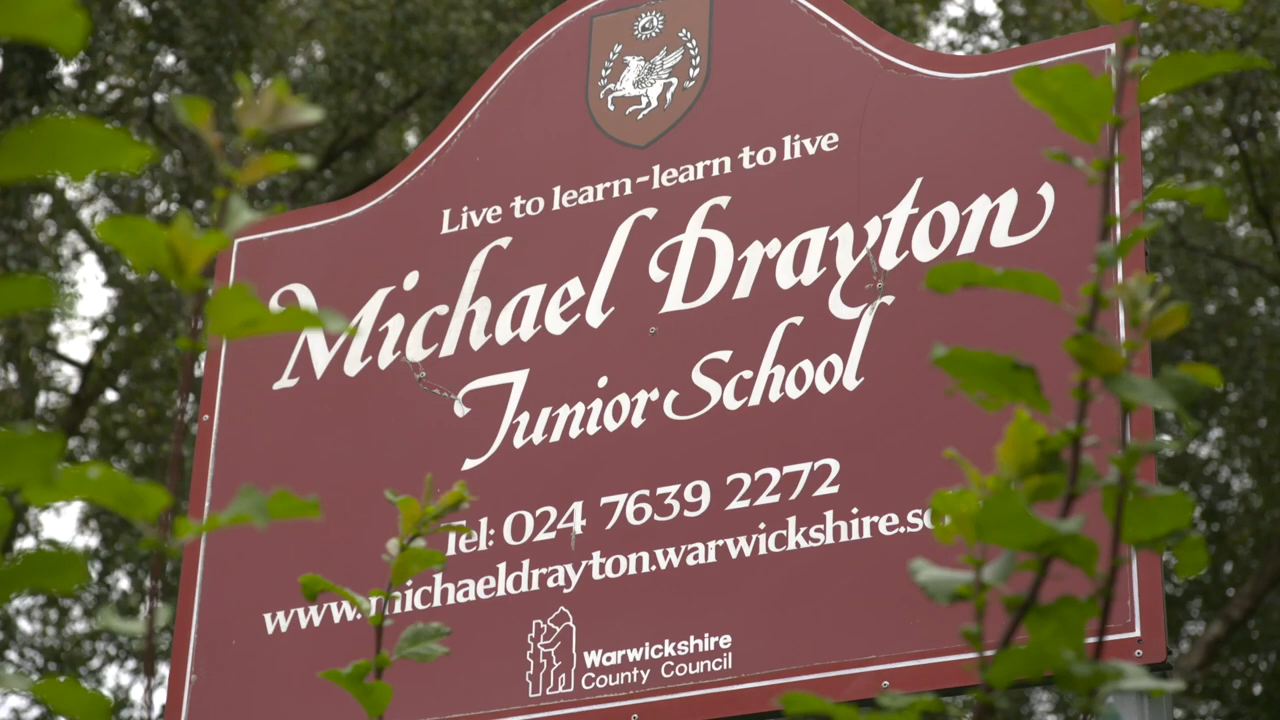 Live to learn-learn to live
Michael Drayton
Junior School
Tel: 024 7639 2272
www.michaeldrayton.warwickshire.sc
Warwickshire
County Council